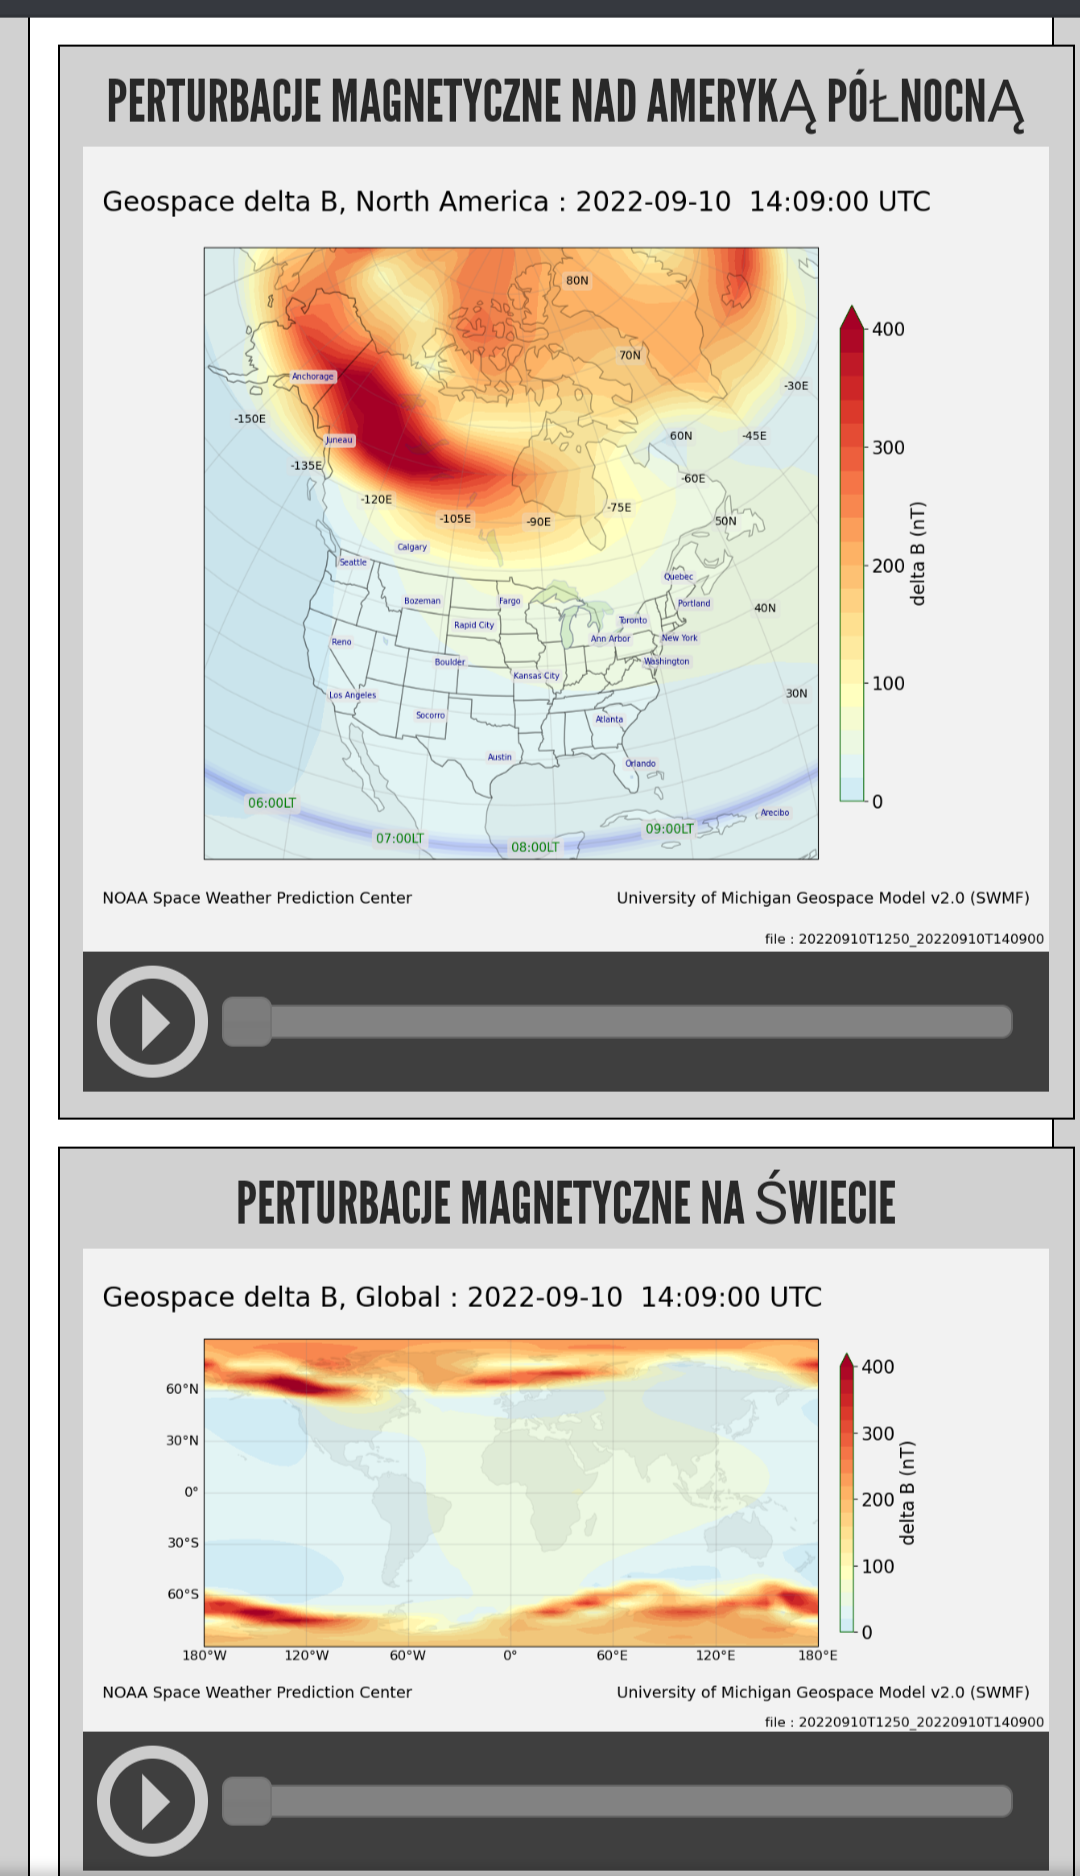 PERTURBACJE MAGNETYCZNE NAD AMERYKĄ PÓŁNOCNĄ
Geospace delta B, North America : 2022-09-10 14:09:00 UTC
80N
70N
Anchorage
-30E
-150E
Juneau
60N
-45E
-135E
-60E
-120E
-75E
-105E
-90E
50N
Calgary
Seattle
Quebec
Bozeman
Fargo
Portland
40N
Rapid City
Toronto
Reno
Ann Arbor
New York
Boulder
Washington
Kansas City
Los Angeles
30N
Socorro
Atlanta
Austin
Orlando
06:00LT
Arecibo
09:00LT
07:00LT
08:00LT
400
300
200
100
0
delta B (nT)
NOAA Space Weather Prediction Center
University of Michigan Geospace Model v2.0 (SWMF)
file : 20220910T1250_20220910T140900
PERTURBACJE MAGNETYCZNE NA ŚWIECIE
Geospace delta B, Global : 2022-09-10 14:09:00 UTC
60°N
30°N
0°
30°S
60°S
180°W
120°W
60°W
0°
60°E
120°E
180°E
400
300
200
100
0
delta B (nT)
NOAA Space Weather Prediction Center
University of Michigan Geospace Model v2.0 (SWMF)
file : 20220910T1250_20220910T140900